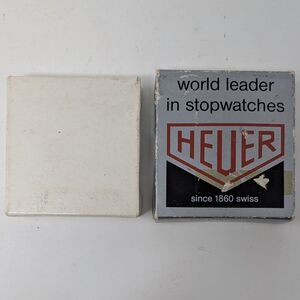 world leader
in stopwatches
HEUER
since 1860 swiss